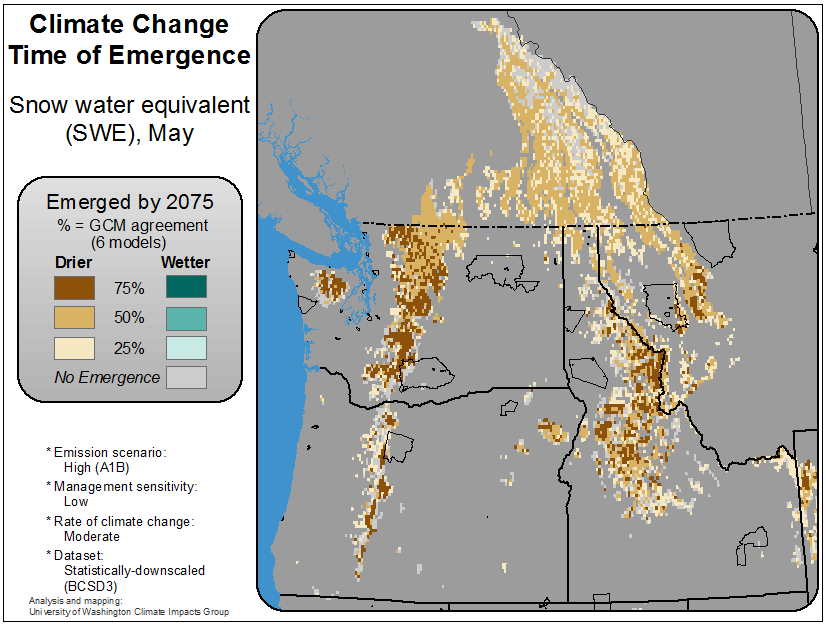 Climate Change
Time of Emergence
Snow water equivalent
(SWE), May
Emerged by 2075
% = GCM agreement
(6 models)
Drier Wetter
75%
50%
25%
No Emergence
* Emission scenario:
High (A1B)
* Management sensitivity:
Low
* Rate of climate change:
Moderate
* Dataset:
Statistically-downscaled
(BCSD3)
Analysis and mapping:
University of Washington Climate Impacts Group